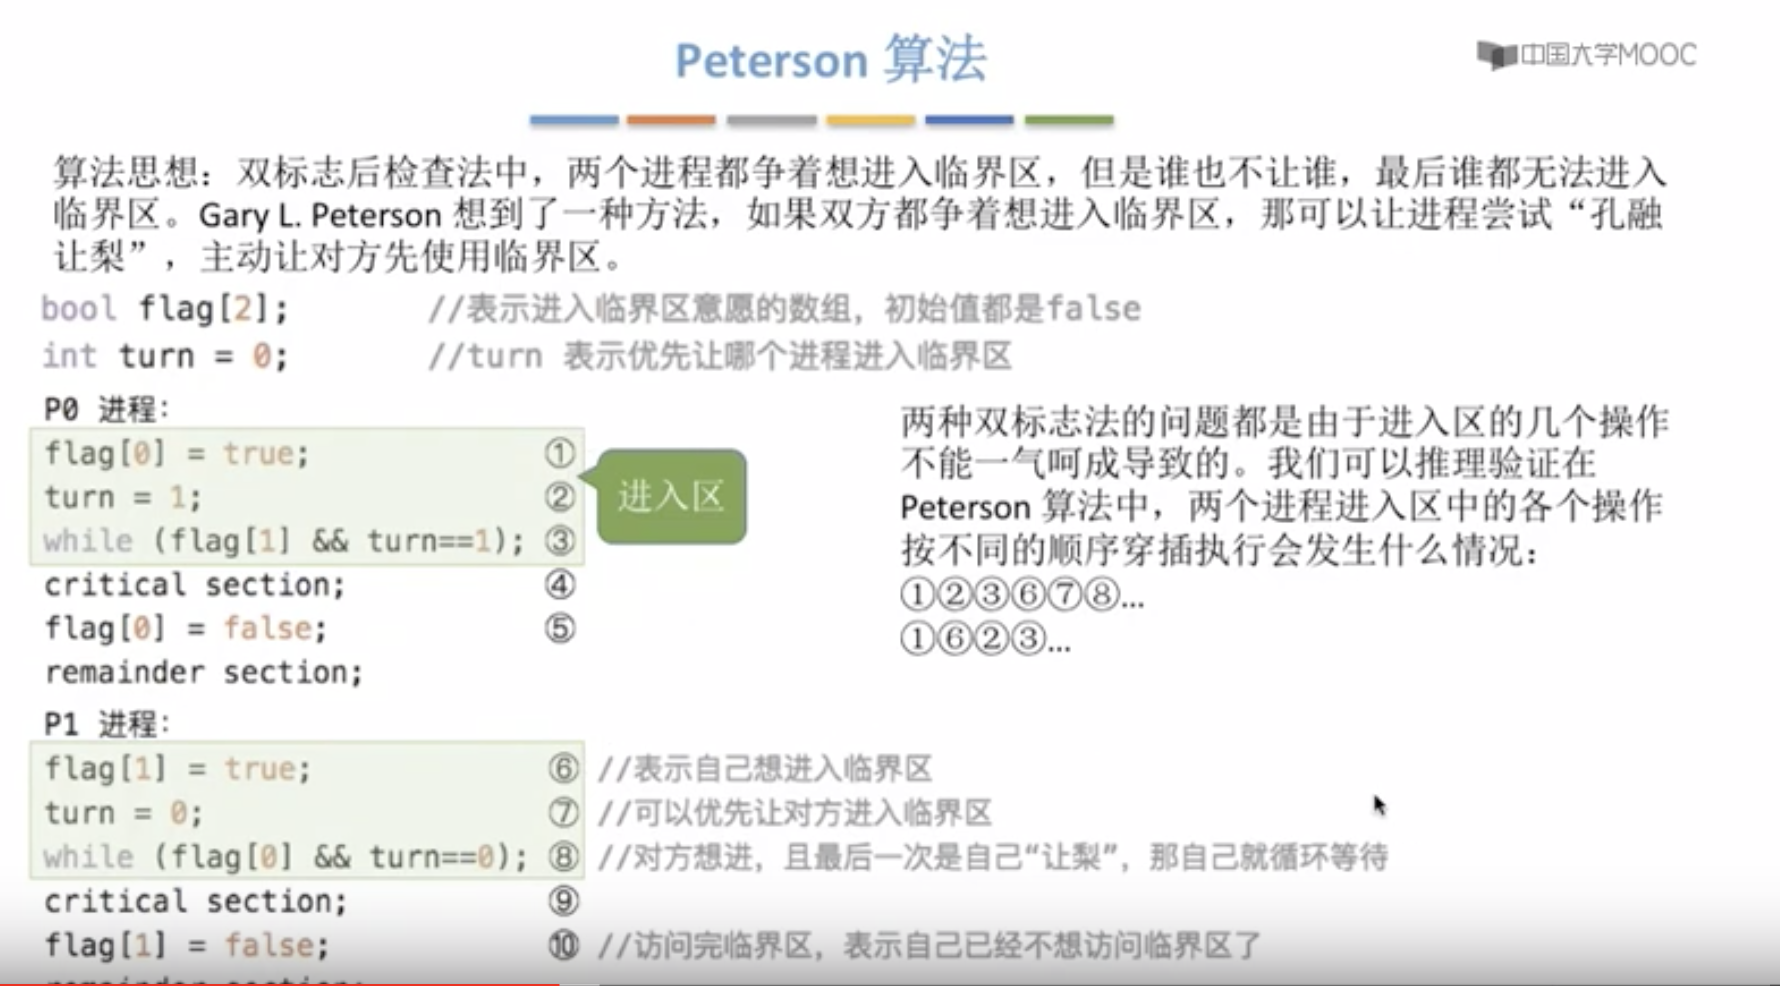 Peterson 算法
中国大学MOOC
算法思想：双标志后检查法中，两个进程都争着想进入临界区，但是谁也不让谁，最后谁都无法进入
临界区。Gary L. Peterson 想到了一种方法，如果双方都争着想进入临界区，那可以让进程尝试“孔融
让梨”，主动让对方先使用临界区。
bool flag[2]; //表示进入临界区意愿的数组，初始值都是false
int turn = 0; //turn 表示优先让哪个进程进入临界区
P0 进程：
flag[0] = true; ①
turn = 1; ②
while (flag[1] && turn==1); ③
critical section; ④
flag[0] = false; ⑤
remainder section;
进入区
两种双标志法的问题都是由于进入区的几个操作
不能一气呵成导致的。我们可以推理验证在
Peterson 算法中，两个进程进入区中的各个操作
按不同的顺序穿插执行会发生什么情况：
①②③⑥⑦⑧...
①⑥②③...
P1 进程：
flag[1] = true; ⑥ //表示自己想进入临界区
turn = 0; ⑦ //可以优先让对方进入临界区
while (flag[0] && turn==0); ⑧ //对方想进，且最后一次是自己“让梨”，那自己就循环等待
critical section; ⑨
flag[1] = false; ⑩ //访问完临界区，表示自己已经不想访问临界区了